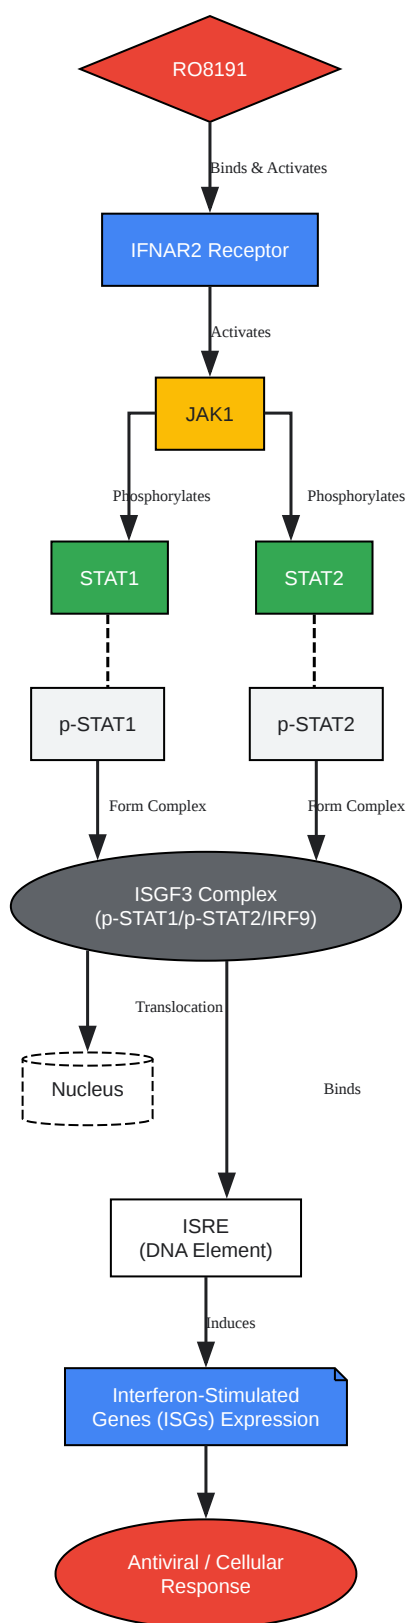 RO8191
Binds & Activates
IFNAR2 Receptor
Activates
JAK1
Phosphorylates
Phosphorylates
STAT1
STAT2
p-STAT1
p-STAT2
Form Complex
Form Complex
ISGF3 Complex
(p-STAT1/p-STAT2/IRF9)
Translocation
Nucleus
Binds
ISRE
(DNA Element)
Induces
Interferon-Stimulated
Genes (ISGs) Expression
Antiviral / Cellular
Response